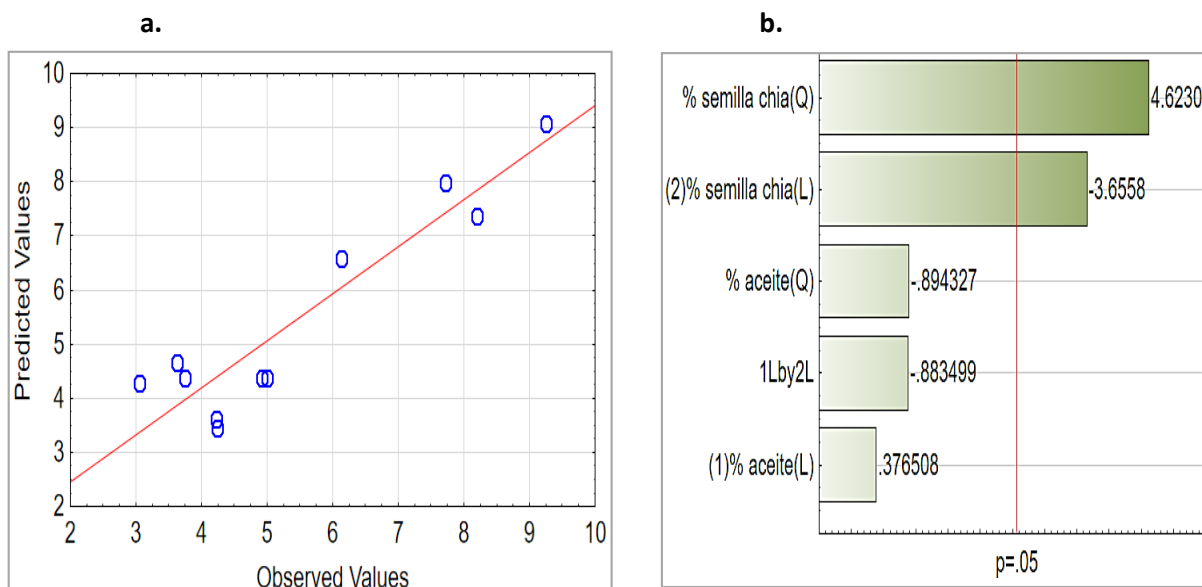 a.
b.
10
9
8
7
6
5
4
3
2
Predicted Values
2 3 4 5 6 7 8 9 10
Observed Values
% semilla chia(Q)
4.6230
(2)% semilla chia(L)
-3.6558
% aceite(Q)
-.894327
1Lby2L
-.883499
(1)% aceite(L)
.376508
p=.05